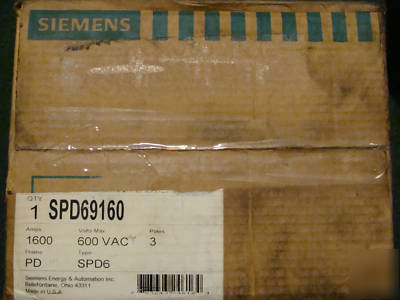 SIEMENS
QTY
1 SPD69160
Amps Volts Max Poles
1600 600 VAC 3
Frame Type
PD SPD6
Siemens Energy & Automation Inc.
Bellefontaine, Ohio 43311
Made in U.S.A.